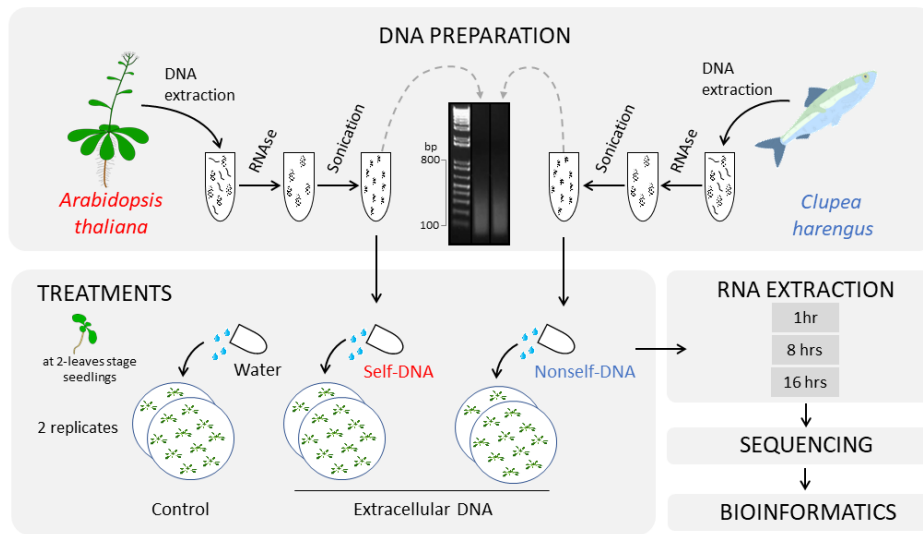 DNA PREPARATION
DNA
extraction
RNAse
Sonication
bp
800
100
Sonication
RNAse
DNA
extraction
Arabidopsis
thaliana
Clupea
harengus
TREATMENTS
at 2-leaves stage
seedlings
2 replicates
Water
Self-DNA
Nonself-DNA
Control
Extracellular DNA
RNA EXTRACTION
1hr
8 hrs
16 hrs
SEQUENCING
BIOINFORMATICS